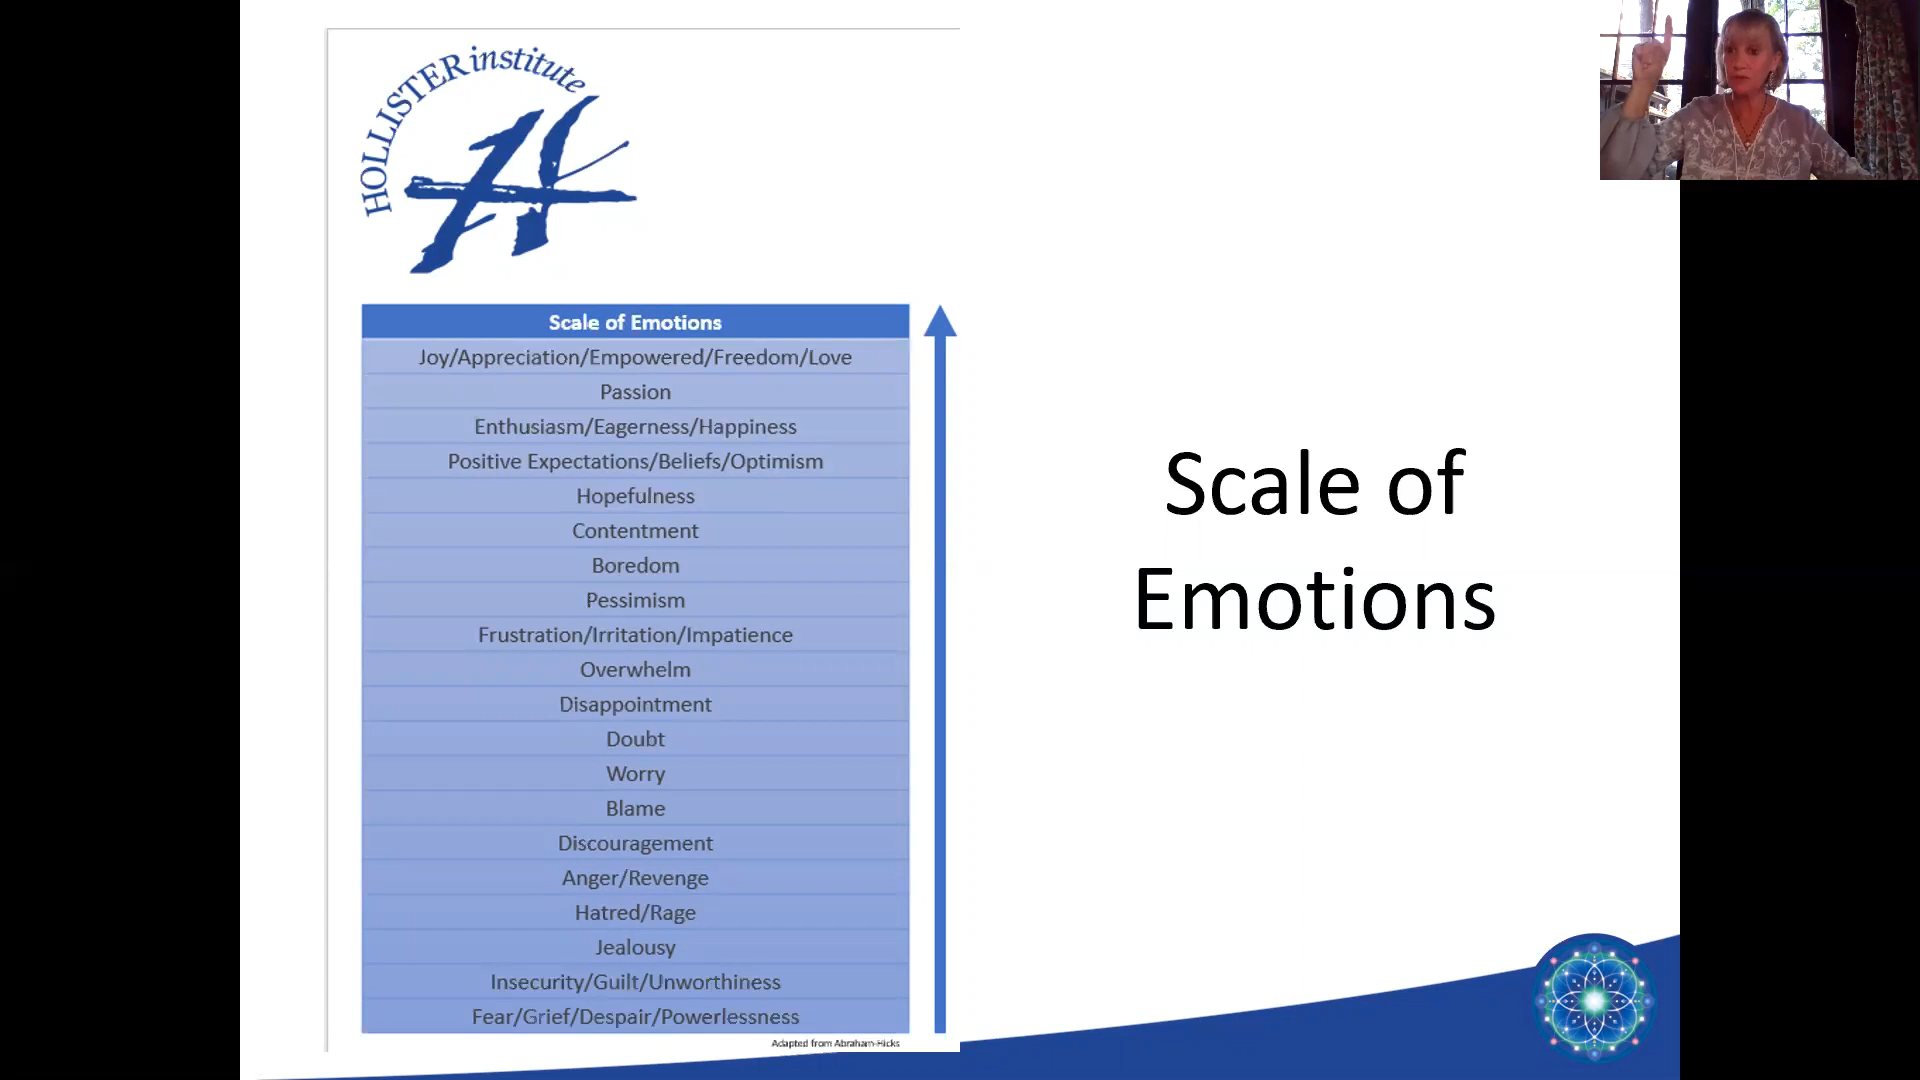 HOLLISTER institute
Scale of Emotions
Joy/Appreciation/Empowered/Freedom/Love
Passion
Enthusiasm/Eagerness/Happiness
Positive Expectations/Beliefs/Optimism
Hopefulness
Contentment
Boredom
Pessimism
Frustration/Irritation/Impatience
Overwhelm
Disappointment
Doubt
Worry
Blame
Discouragement
Anger/Revenge
Hatred/Rage
Jealousy
Insecurity/Guilt/Unworthiness
Fear/Grief/Despair/Powerlessness
Adapted from Abraham-Hicks
Scale of
Emotions